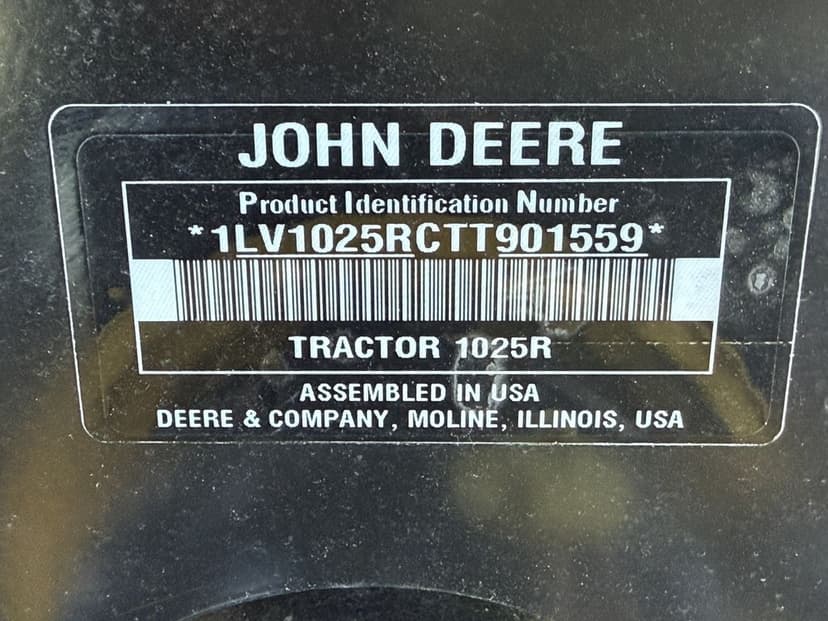 JOHN DEERE
Product Identification Number
*1LV1025RCTT901559*
TRACTOR 1025R
ASSEMBLED IN USA
DEERE & COMPANY, MOLINE, ILLINOIS, USA